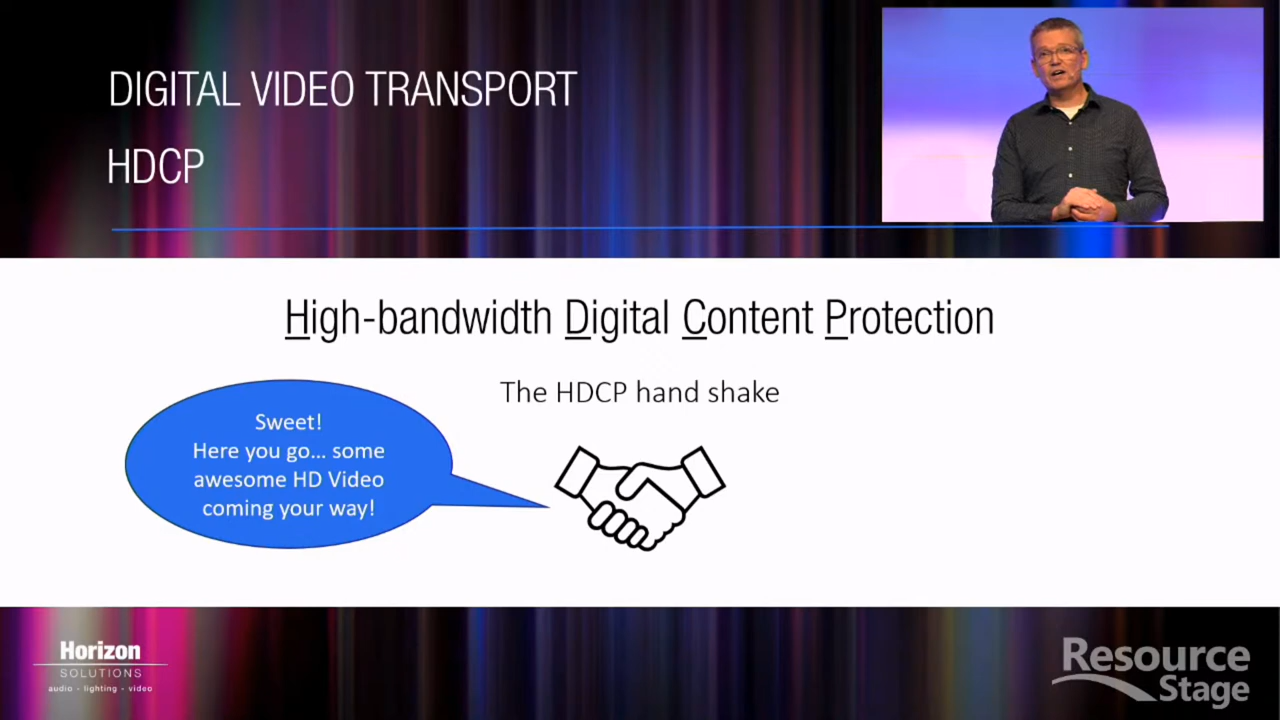 DIGITAL VIDEO TRANSPORT
HDCP
High-bandwidth Digital Content Protection
The HDCP hand shake
Sweet!
Here you go... some
awesome HD Video
coming your way!
Horizon
SOLUTIONS
audio · lighting · video
Resource
Stage